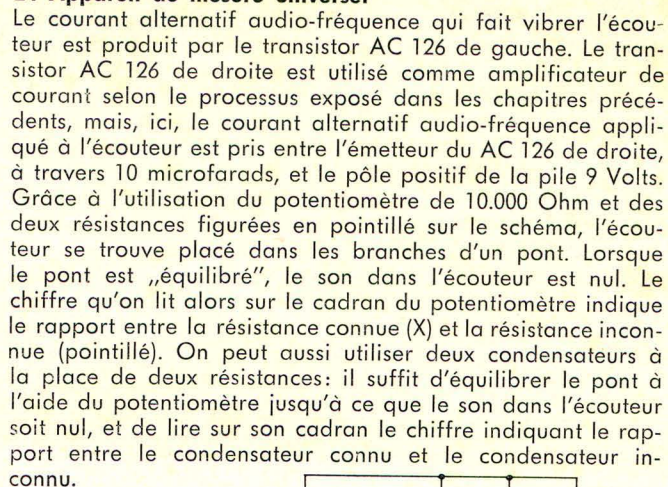 Le courant alternatif audio-fréquence qui fait vibrer l'écou-
teur est produit par le transistor AC 126 de gauche. Le tran-
sistor AC 126 de droite est utilisé comme amplificateur de
courant selon le processus exposé dans les chapitres précé-
dents, mais, ici, le courant alternatif audio-fréquence appli-
qué à l'écouteur est pris entre l'émetteur du AC 126 de droite,
à travers 10 microfarads, et le pôle positif de la pile 9 Volts.
Grâce à l'utilisation du potentiomètre de 10.000 Ohm et des
deux résistances figurées en pointillé sur le schéma, l'écou-
teur se trouve placé dans les branches d'un pont. Lorsque
le pont est „équilibré", le son dans l'écouteur est nul. Le
chiffre qu'on lit alors sur le cadran du potentiomètre indique
le rapport entre la résistance connue (X) et la résistance incon-
nue (pointillé). On peut aussi utiliser deux condensateurs à
la place de deux résistances: il suffit d'équilibrer le pont à
l'aide du potentiomètre jusqu'à ce que le son dans l'écouteur
soit nul, et de lire sur son cadran le chiffre indiquant le rap-
port entre le condensateur connu et le condensateur in-
connu.